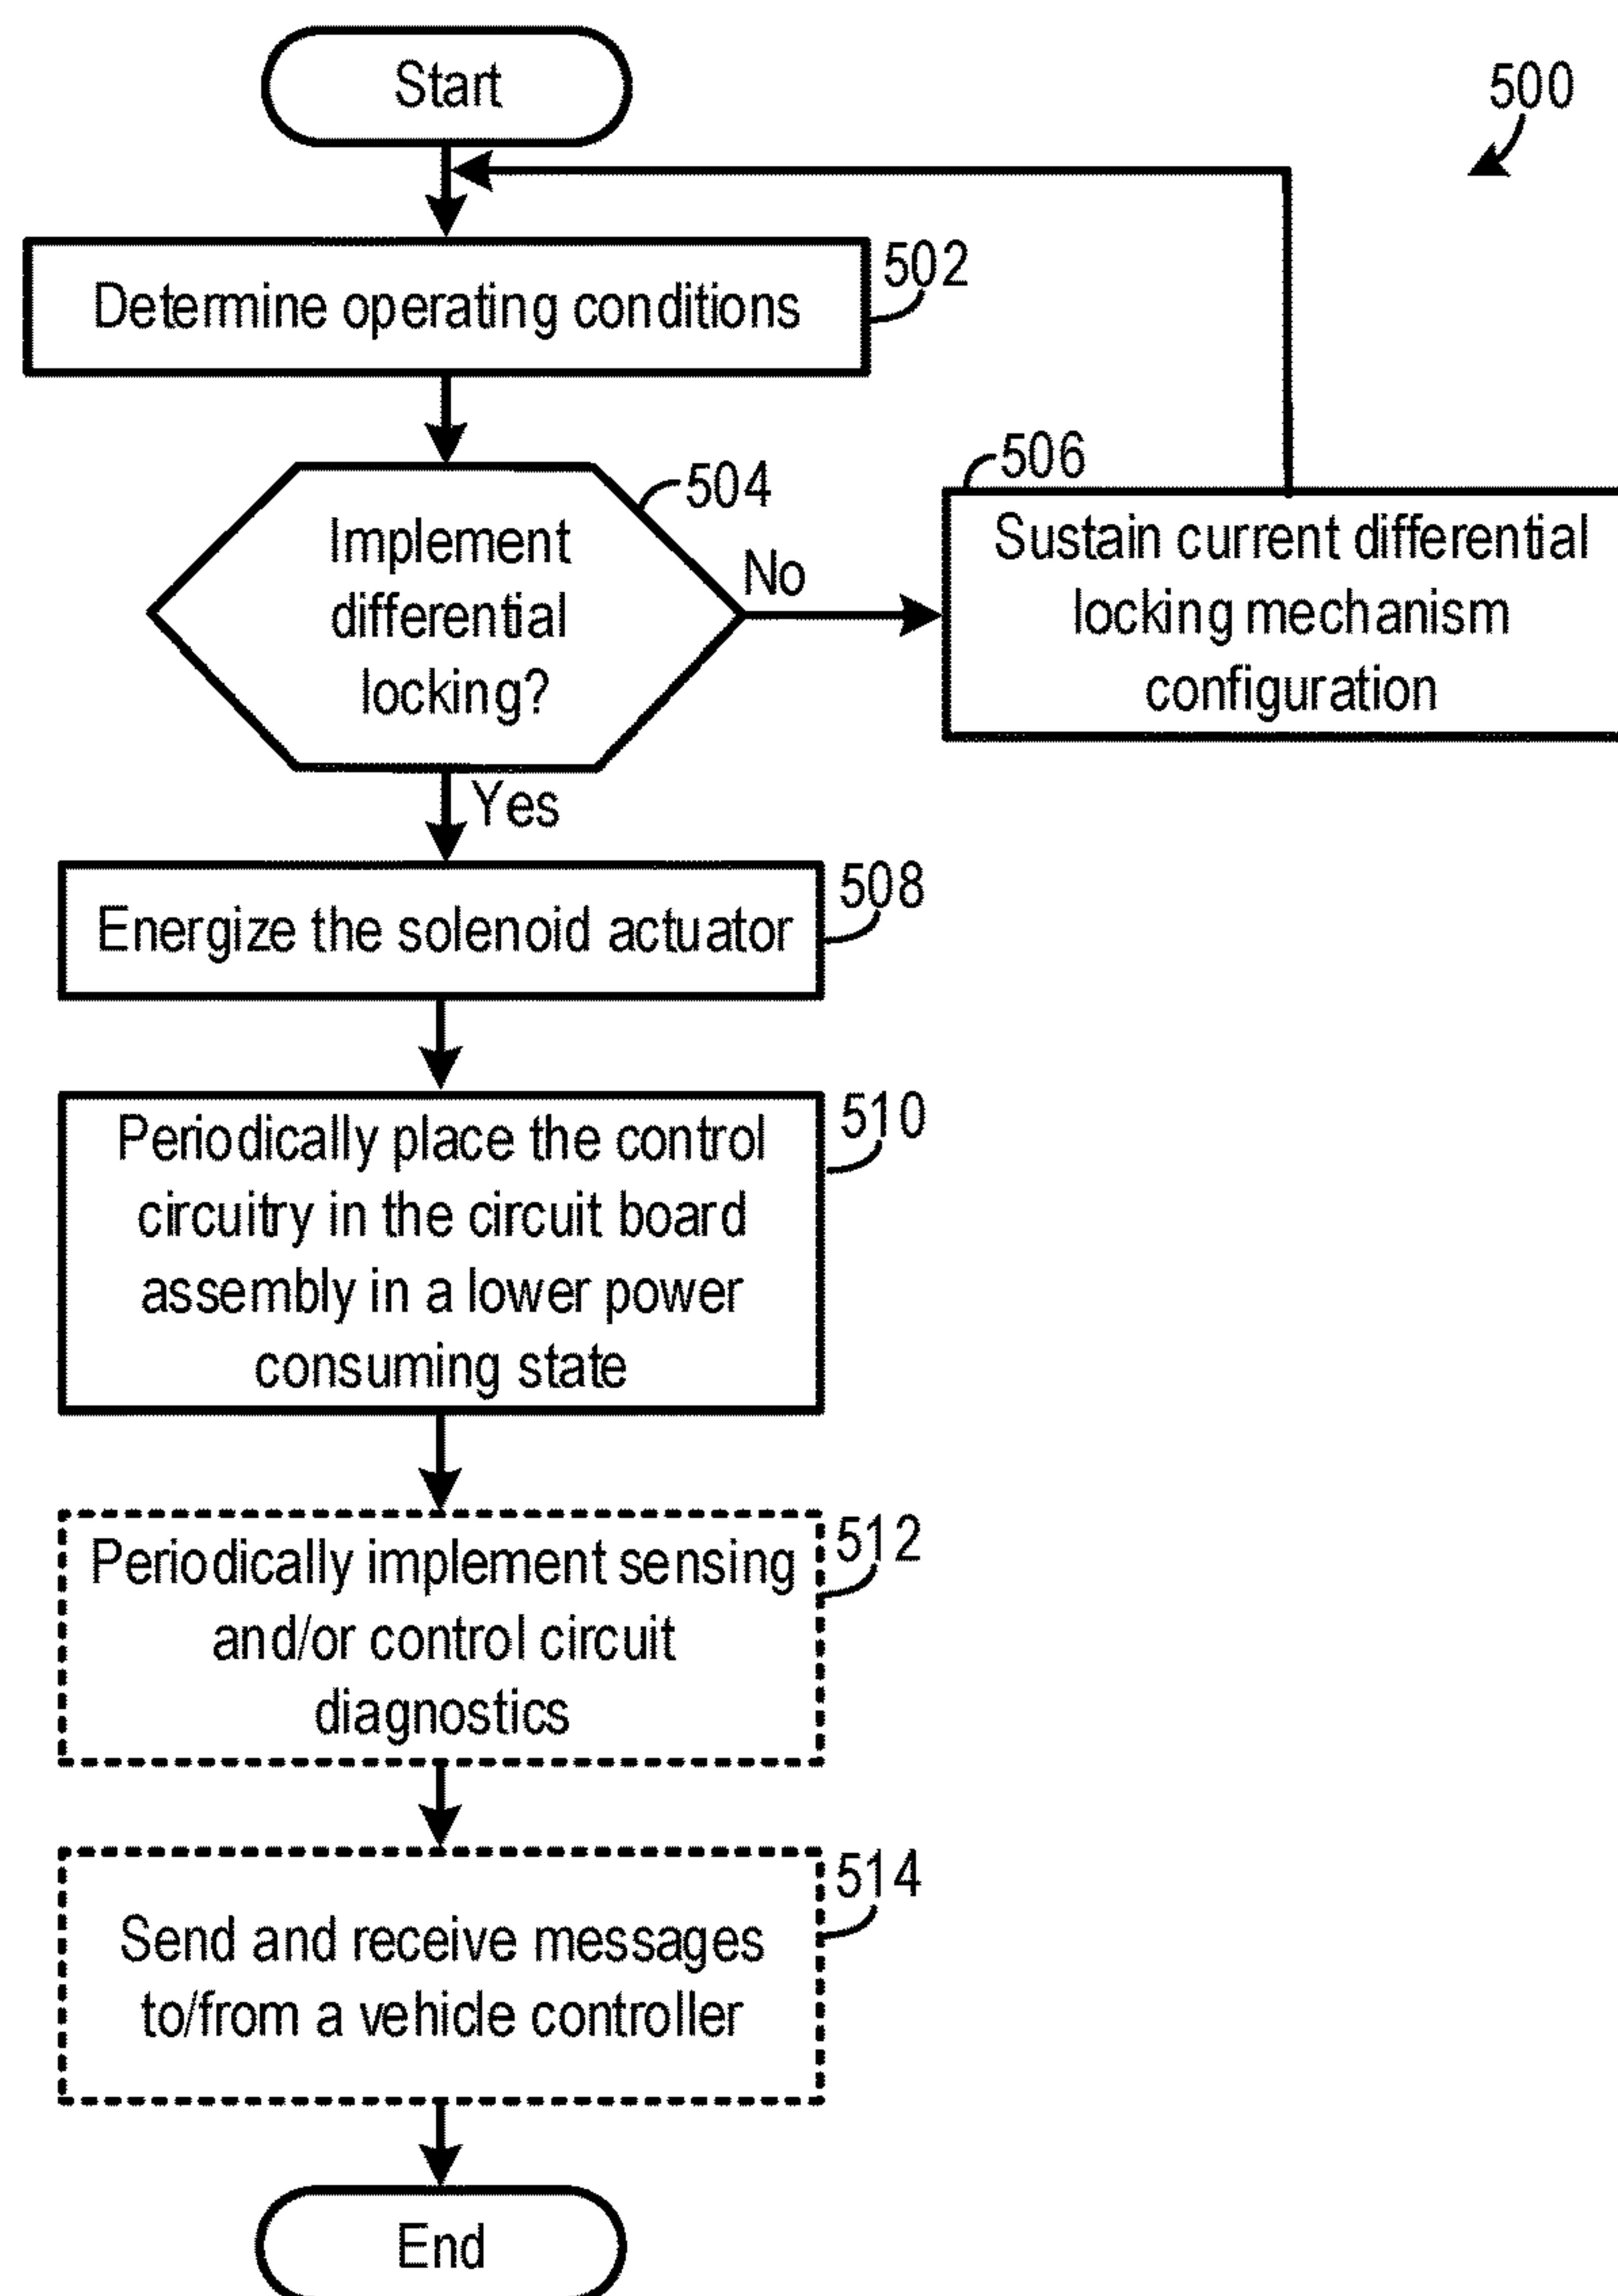 Start
500
Determine operating conditions
502
504
Implement
differential
locking?
No
506
Sustain current differential
locking mechanism
configuration
Yes
Energize the solenoid actuator
508
Periodically place the control
circuitry in the circuit board
assembly in a lower power
consuming state
510
Periodically implement sensing
and/or control circuit
diagnostics
512
Send and receive messages
to/from a vehicle controller
514
End